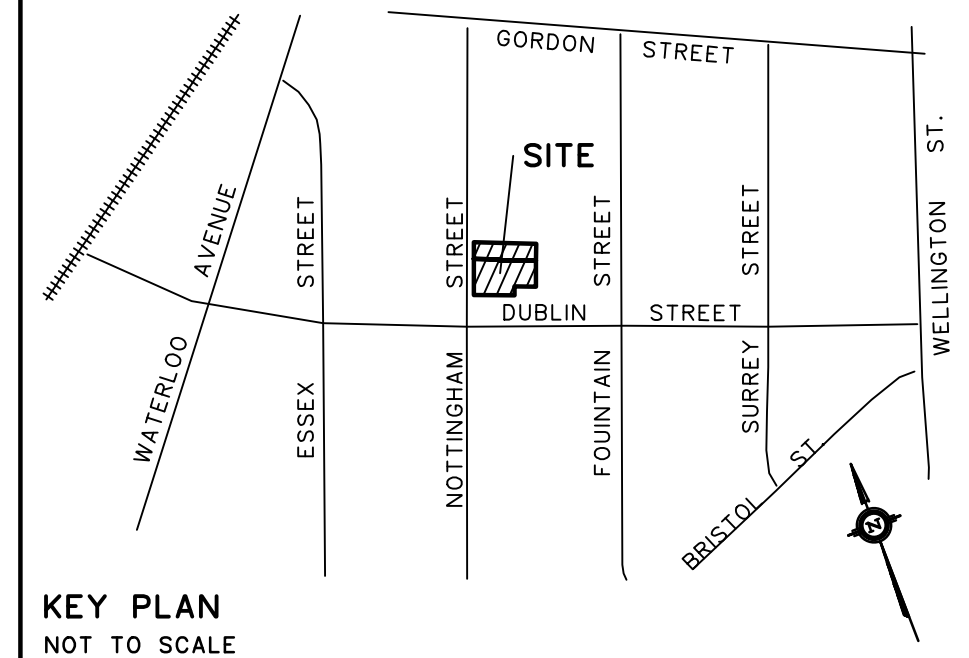 GORDON STREET
SITE
WATERLOO AVENUE
ESSEX STREET
NOTTINGHAM STREET
FOUINTAIN STREET
SURREY STREET
WELLINGTON ST.
DUBLIN STREET
BRISTOL ST.
N
KEY PLAN
NOT TO SCALE